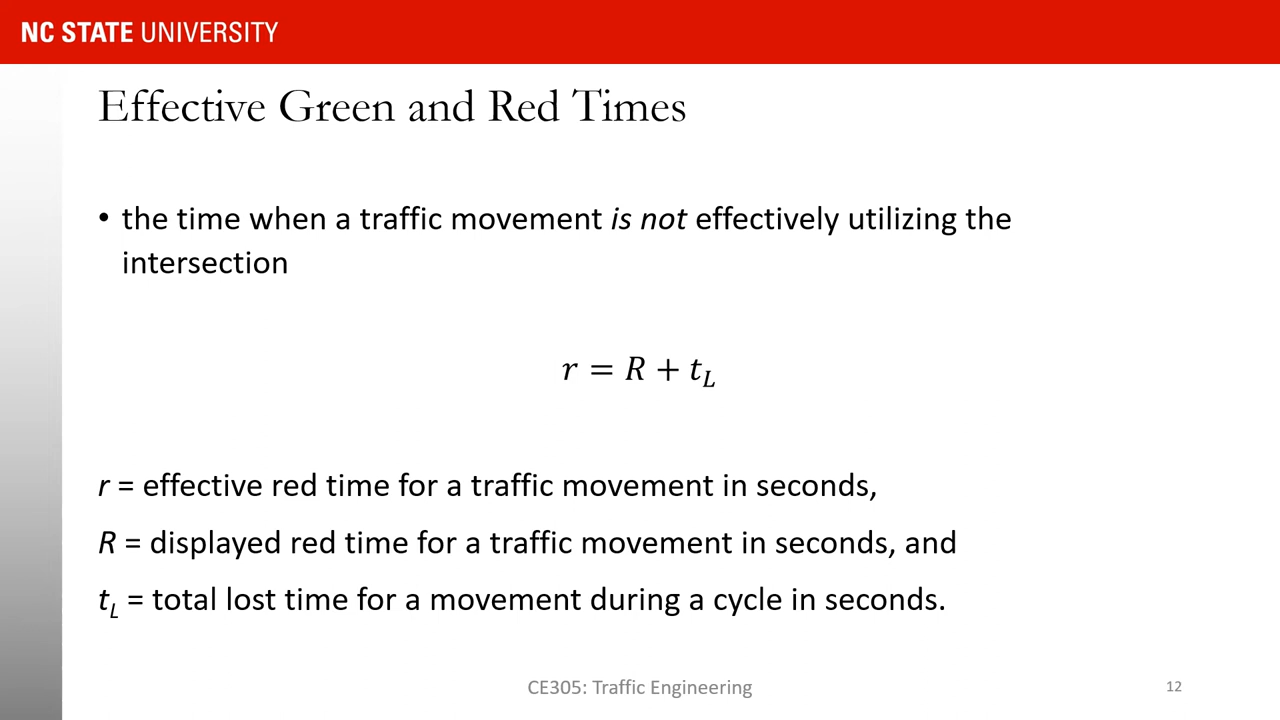 NC STATE UNIVERSITY
Effective Green and Red Times
• the time when a traffic movement is not effectively utilizing the
intersection
r = R + t_L
r = effective red time for a traffic movement in seconds,
R = displayed red time for a traffic movement in seconds, and
t_L = total lost time for a movement during a cycle in seconds.
CE305: Traffic Engineering
12